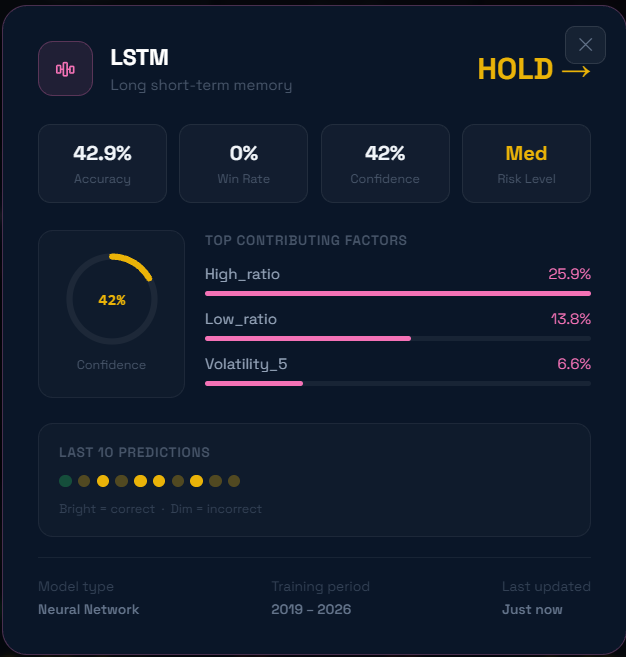 LSTM
Long short-term memory
HOLD →
42.9%
Accuracy
0%
Win Rate
42%
Confidence
Med
Risk Level
42%
Confidence
TOP CONTRIBUTING FACTORS
High_ratio 25.9%
Low_ratio 13.8%
Volatility_5 6.6%
LAST 10 PREDICTIONS
Bright = correct · Dim = incorrect
Model type
Neural Network
Training period
2019 – 2026
Last updated
Just now